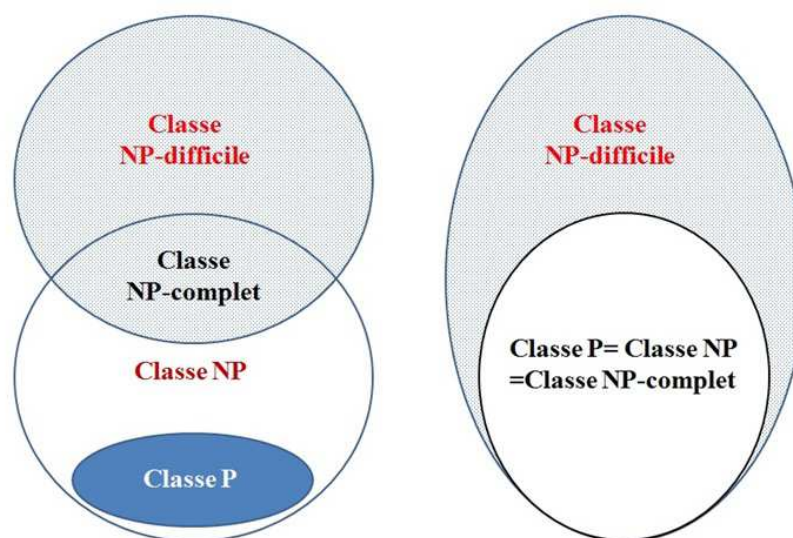 Classe
NP-difficile
Classe
NP-complet
Classe NP
Classe P
Classe
NP-difficile
Classe P= Classe NP
=Classe NP-complet